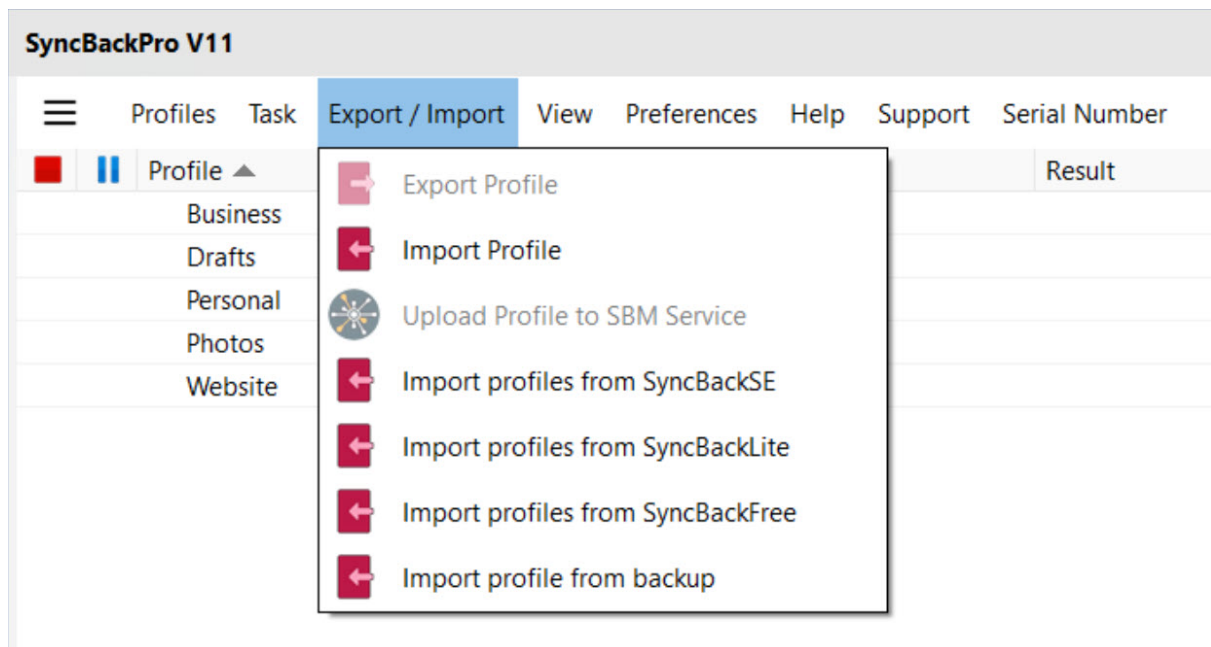 SyncBackPro V11
Profiles Task Export / Import View Preferences Help Support Serial Number
Profile Result
Business
Drafts
Personal
Photos
Website
Export Profile
Import Profile
Upload Profile to SBM Service
Import profiles from SyncBackSE
Import profiles from SyncBackLite
Import profiles from SyncBackFree
Import profile from backup